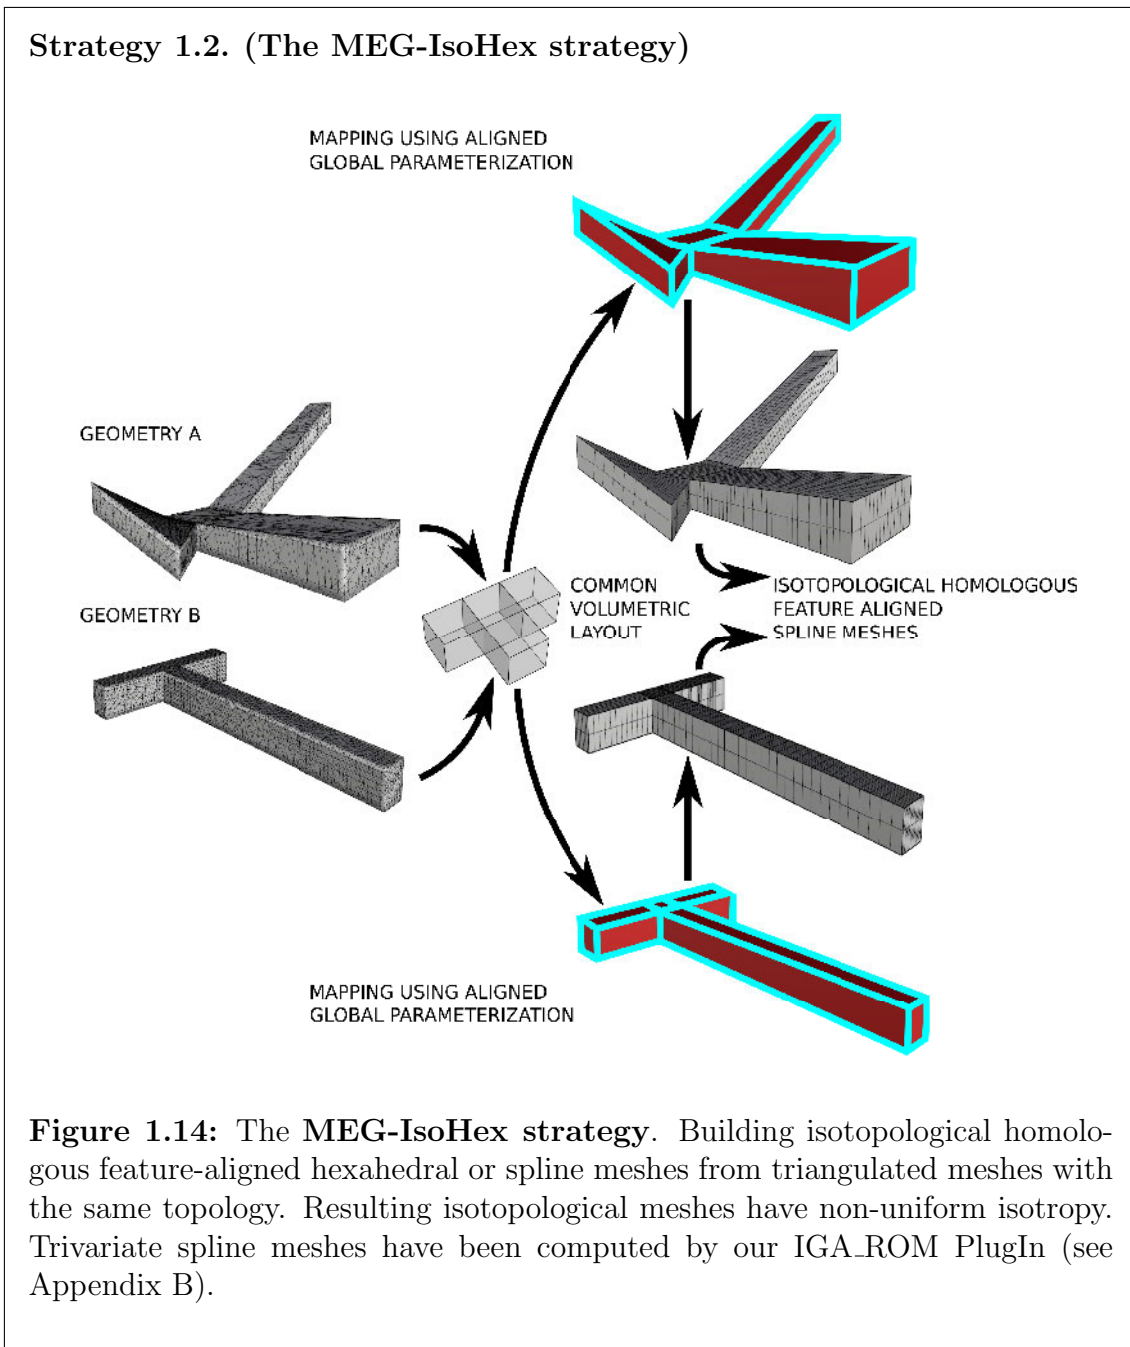 Strategy 1.2. (The MEG-IsoHex strategy)
MAPPING USING ALIGNED
GLOBAL PARAMETERIZATION
GEOMETRY A
GEOMETRY B
COMMON
VOLUMETRIC
LAYOUT
ISOTOPOLOGICAL HOMOLOGOUS
FEATURE ALIGNED
SPLINE MESHES
MAPPING USING ALIGNED
GLOBAL PARAMETERIZATION
Figure 1.14: The MEG-IsoHex strategy. Building isotopological homolo-
gous feature-aligned hexahedral or spline meshes from triangulated meshes with
the same topology. Resulting isotopological meshes have non-uniform isotropy.
Trivariate spline meshes have been computed by our IGA_ROM PlugIn (see
Appendix B).